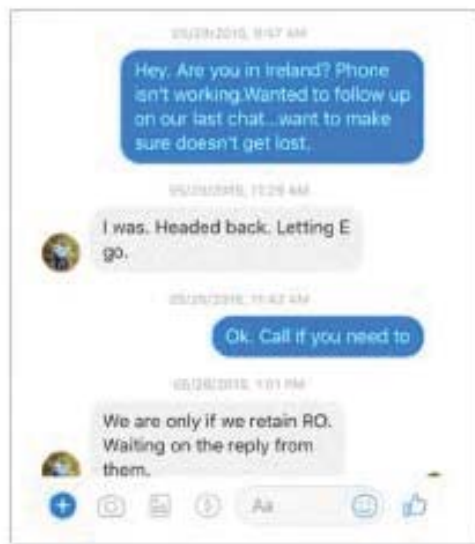 Hey. Are you in Ireland? Phone
isn't working.Wanted to follow up
on our last chat...want to make
sure doesn't get lost.
I was. Headed back. Letting E
go.
Ok. Call if you need to
We are only if we retain RO.
Waiting on the reply from
them.
Aa